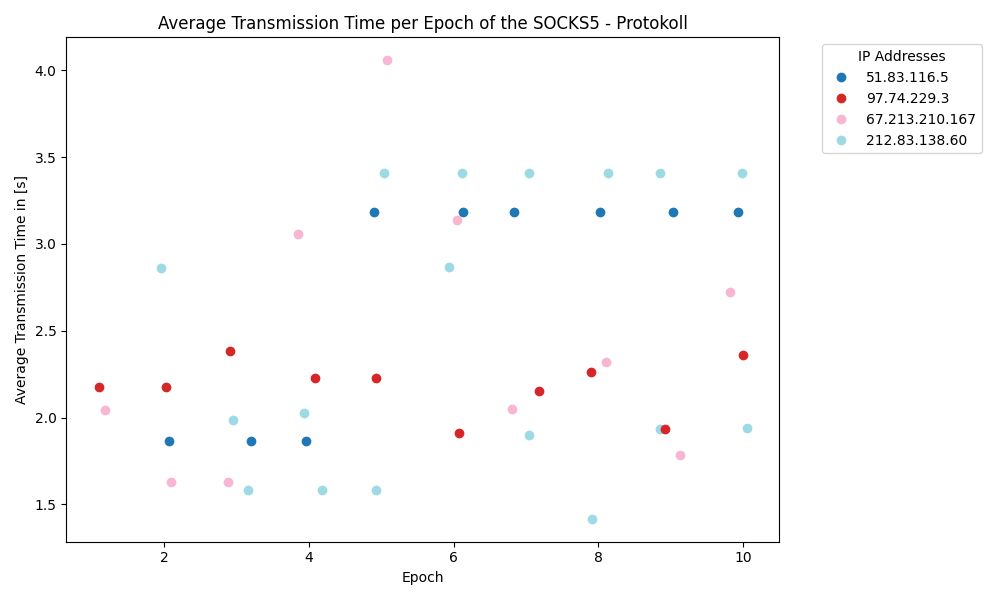 Average Transmission Time per Epoch of the SOCKS5 - Protokoll
IP Addresses
51.83.116.5
97.74.229.3
67.213.210.167
212.83.138.60
Average Transmission Time in [s]
4.0
3.5
3.0
2.5
2.0
1.5
2 4 6 8 10
Epoch